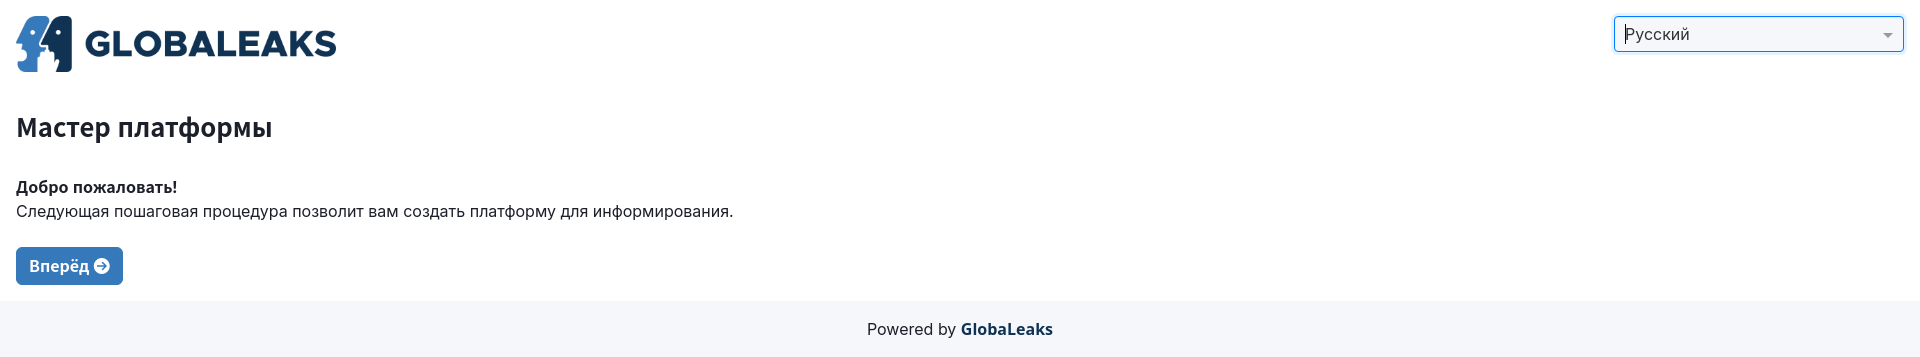 GLOBALEAKS
Русский
Мастер платформы
Добро пожаловать!
Следующая пошаговая процедура позволит вам создать платформу для информирования.
Вперёд
Powered by GlobaLeaks